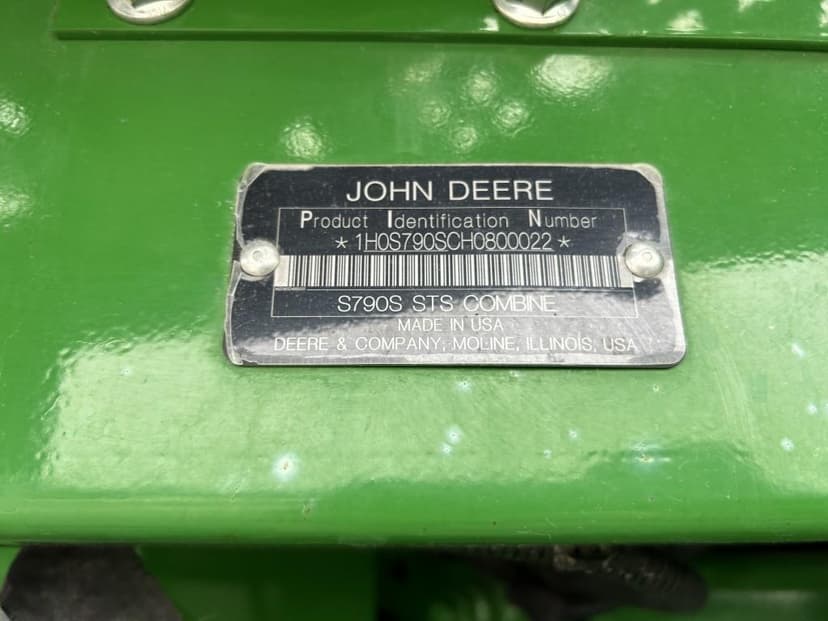 JOHN DEERE
Product Identification Number
* 1H0S790SCH0800022 *
S790S STS COMBINE
MADE IN USA
DEERE & COMPANY, MOLINE, ILLINOIS, USA